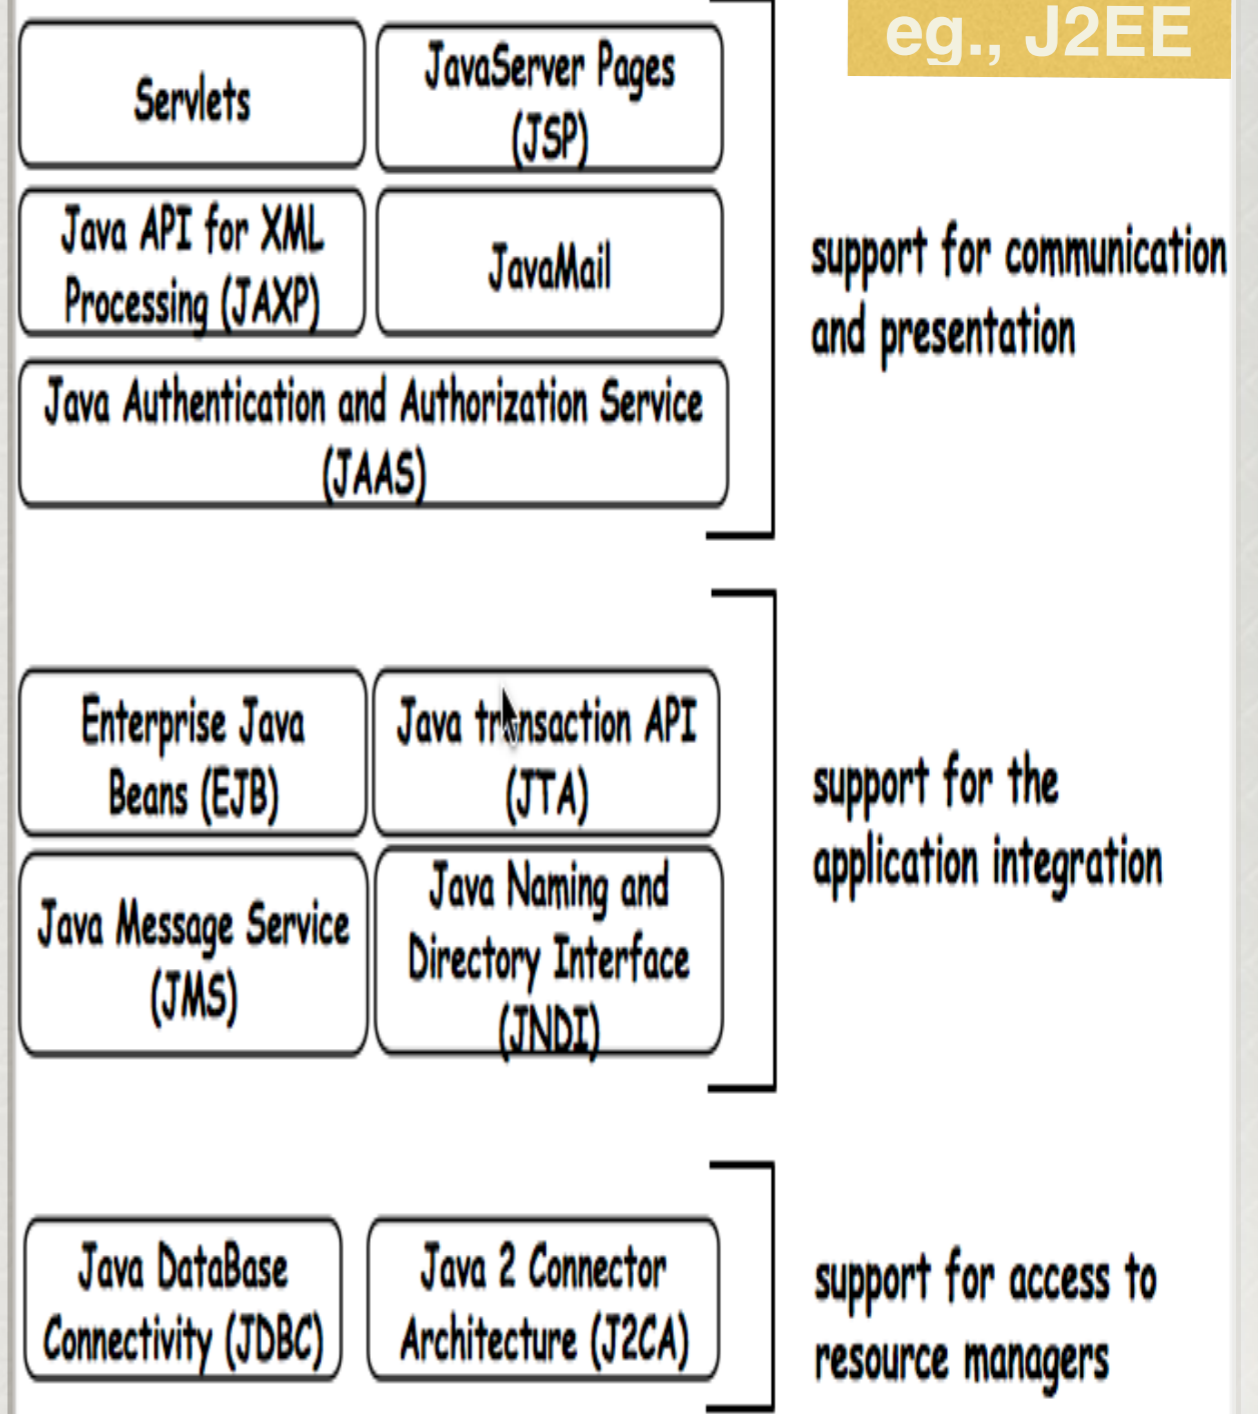 eg., J2EE
Servlets
JavaServer Pages
(JSP)
Java API for XML
Processing (JAXP)
JavaMail
support for communication
and presentation
Java Authentication and Authorization Service
(JAAS)
Enterprise Java
Beans (EJB)
Java transaction API
(JTA)
support for the
application integration
Java Message Service
(JMS)
Java Naming and
Directory Interface
(JNDI)
Java DataBase
Connectivity (JDBC)
Java 2 Connector
Architecture (J2CA)
support for access to
resource managers